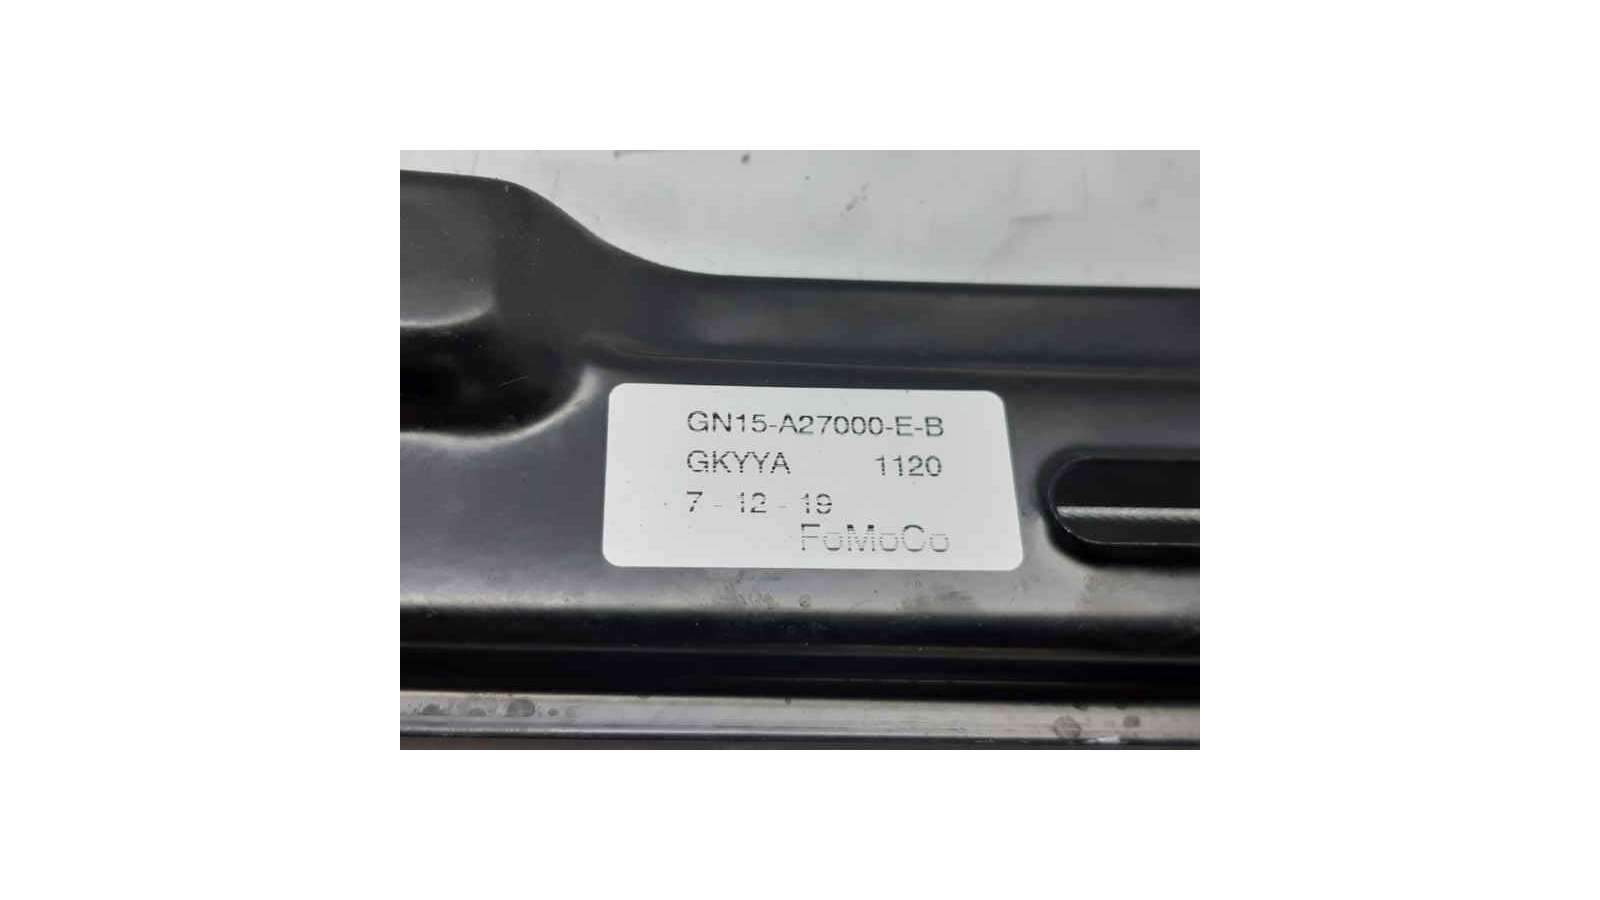 GN15-A27000-E-B
GKYYA 1120
7 - 12 - 19
FoMoCo